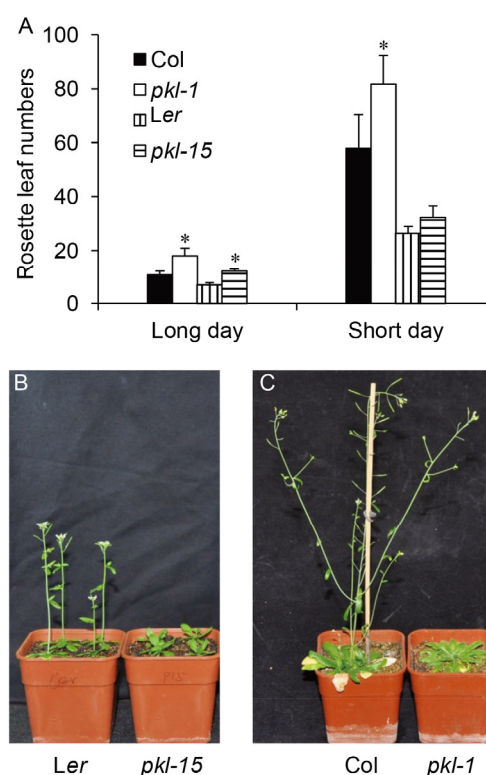 A
Rosette leaf numbers
100
80
60
40
20
0
Col
pkl-1
Ler
pkl-15
*
*
*
Long day
Short day
B
C
Ler
pkl-15
Col
pkl-1